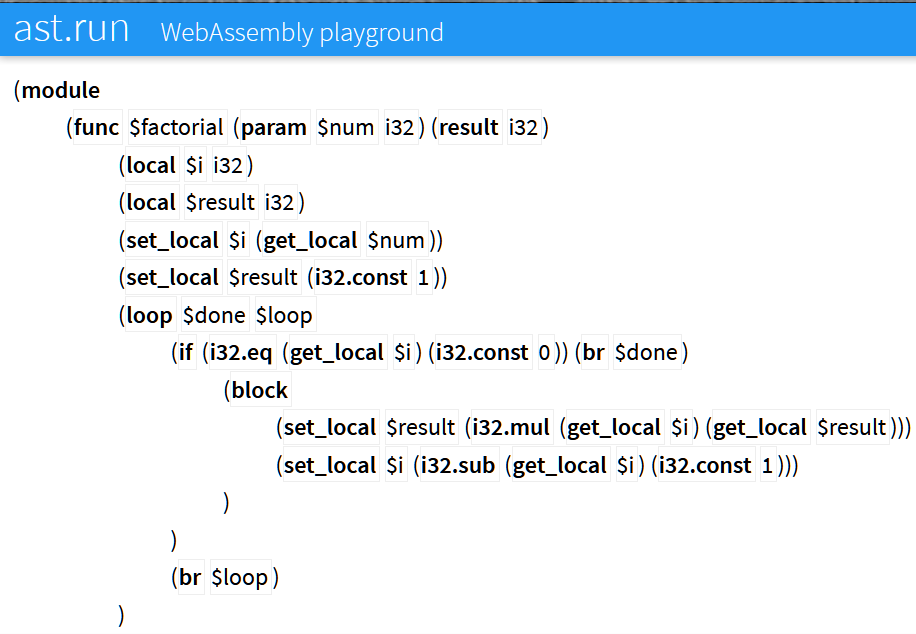 ast.run WebAssembly playground
(module
(func $factorial (param $num i32) (result i32)
(local $i i32)
(local $result i32)
(set_local $i (get_local $num))
(set_local $result (i32.const 1))
(loop $done $loop
(if (i32.eq (get_local $i) (i32.const 0)) (br $done)
(block
(set_local $result (i32.mul (get_local $i) (get_local $result)))
(set_local $i (i32.sub (get_local $i) (i32.const 1)))
)
)
(br $loop)
)